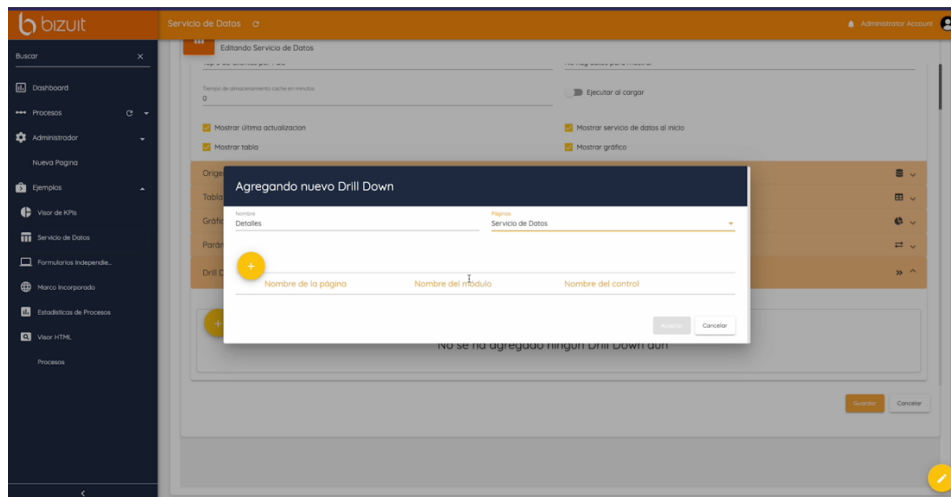 bizuit
Servicio de Datos
Administrator Account
Buscar
Dashboard
Procesos
Administrador
Nueva Pagina
Ejemplos
Visor de KPIs
Servicio de Datos
Formularios Independie...
Marco Incorporado
Estadísticas de Procesos
Visor HTML
Procesos
Editando Servicio de Datos
Tiempo de almacenamiento cache en minutos
0
Ejecutar al cargar
Mostrar última actualizacion
Mostrar servicio de datos al inicio
Mostrar tabla
Mostrar gráfico
Agregando nuevo Drill Down
Nombre
Detalles
Páginas
Servicio de Datos
Nombre de la página
Nombre del módulo
Nombre del control
Aceptar
Cancelar
No se ha agregado ningún Drill Down aún
Guardar
Cancelar